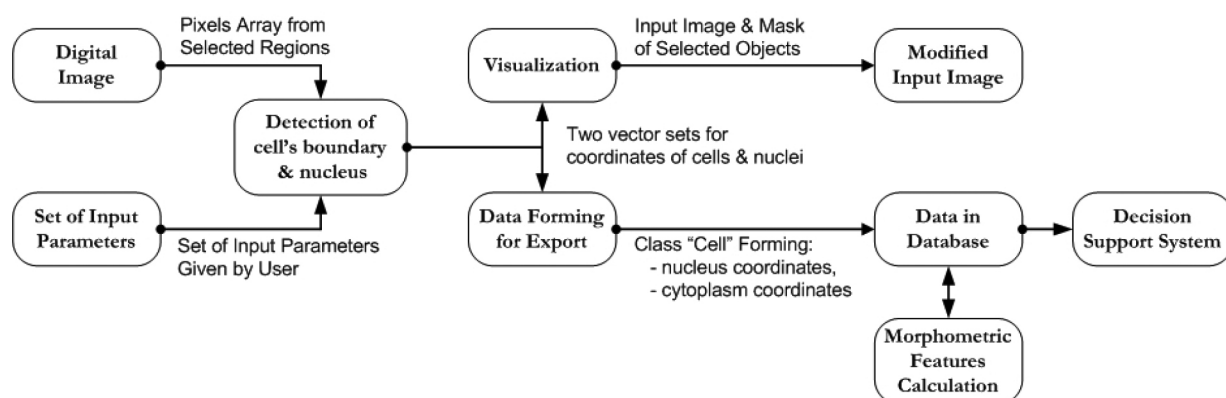 Digital
Image
Pixels Array from
Selected Regions
Detection of
cell's boundary
& nucleus
Set of Input
Parameters
Set of Input Parameters
Given by User
Visualization
Input Image & Mask
of Selected Objects
Modified
Input Image
Two vector sets for
coordinates of cells & nuclei
Data Forming
for Export
Class "Cell" Forming:
- nucleus coordinates,
- cytoplasm coordinates
Data in
Database
Decision
Support System
Morphometric
Features
Calculation